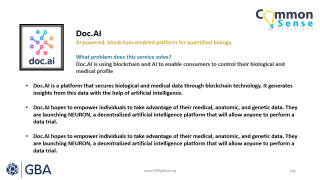 Common
Sense
doc.ai
Doc.AI
AI-powered, blockchain-enabled platform for quantified biology.
What problem does this service solve?
Doc.AI is using blockchain and AI to enable consumers to control their biological and
medical profile
• Doc.AI is a platform that secures biological and medical data through blockchain technology. It generates
insights from this data with the help of artificial intelligence.
• Doc.AI hopes to empower individuals to take advantage of their medical, anatomic, and genetic data. They
are launching NEURON, a decentralized artificial intelligence platform that will allow anyone to perform a
data trial.
• Doc.AI hopes to empower individuals to take advantage of their medical, anatomic, and genetic data. They
are launching NEURON, a decentralized artificial intelligence platform that will allow anyone to perform a
data trial.
GBA
www.GBAglobal.org